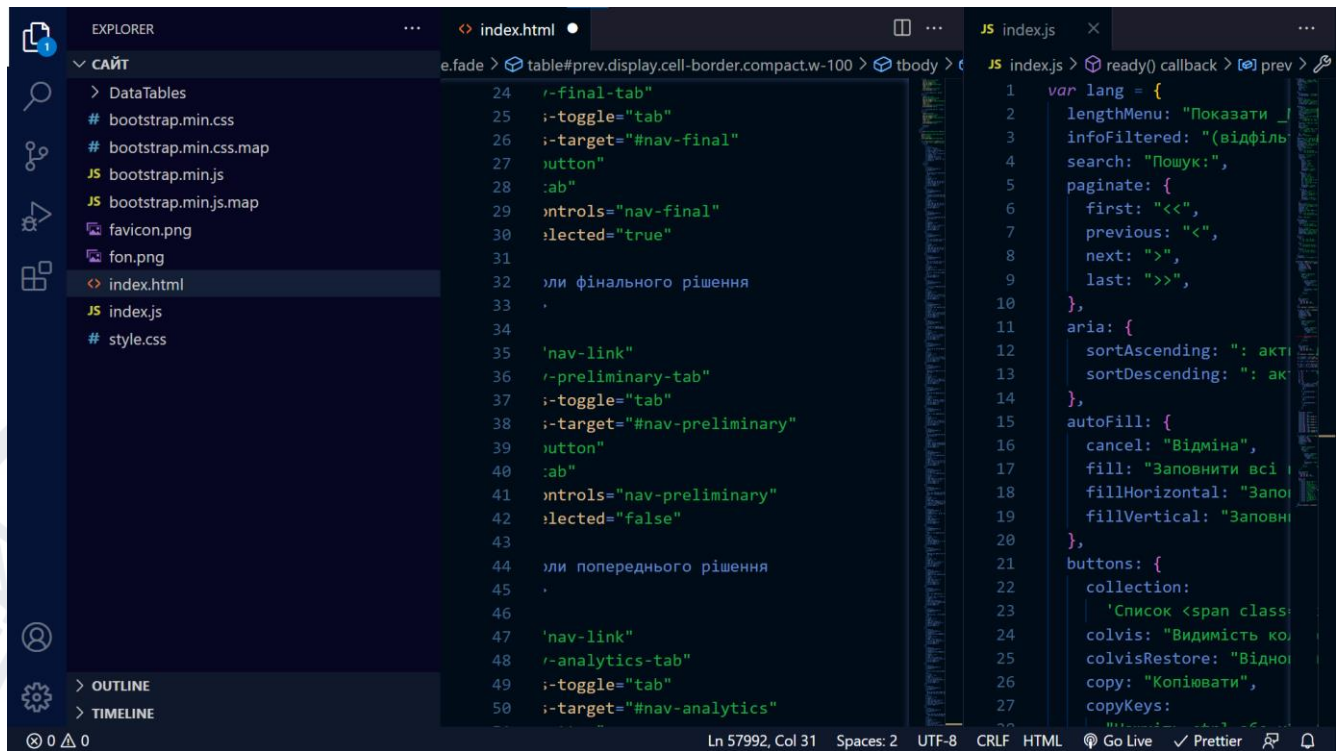 EXPLORER ···
САЙТ
DataTables
# bootstrap.min.css
# bootstrap.min.css.map
JS bootstrap.min.js
JS bootstrap.min.js.map
favicon.png
fon.png
<> index.html
JS index.js
# style.css
> OUTLINE
> TIMELINE
1
<> index.html ● ···
e.fade > table#prev.display.cell-border.compact.w-100 > tbody >
24 -final-tab"
25 -toggle="tab"
26 -target="#nav-final"
27 utton"
28 ab"
29 ontrols="nav-final"
30 elected="true"
31
32 оли фінального рішення
33
34
35 'nav-link"
36 -preliminary-tab"
37 -toggle="tab"
38 -target="#nav-preliminary"
39 utton"
40 ab"
41 ontrols="nav-preliminary"
42 elected="false"
43
44 оли попереднього рішення
45
46
47 'nav-link"
48 -analytics-tab"
49 -toggle="tab"
50 -target="#nav-analytics"
JS index.js × ···
JS index.js > ready() callback > prev >
1 var lang = {
2 lengthMenu: "Показати _
3 infoFiltered: "(відфіль
4 search: "Пошук:",
5 paginate: {
6 first: "<<",
7 previous: "<",
8 next: ">",
9 last: ">>",
10 },
11 aria: {
12 sortAscending: ": акт
13 sortDescending: ": ак
14 },
15 autoFill: {
16 cancel: "Відміна",
17 fill: "Заповнити всі
18 fillHorizontal: "Запо
19 fillVertical: "Заповн
20 },
21 buttons: {
22 collection:
23 'Список <span class=
24 colvis: "Видимість ко
25 colvisRestore: "Відно
26 copy: "Копіювати",
27 copyKeys:
0 0 Ln 57992, Col 31 Spaces: 2 UTF-8 CRLF HTML Go Live ✓ Prettier